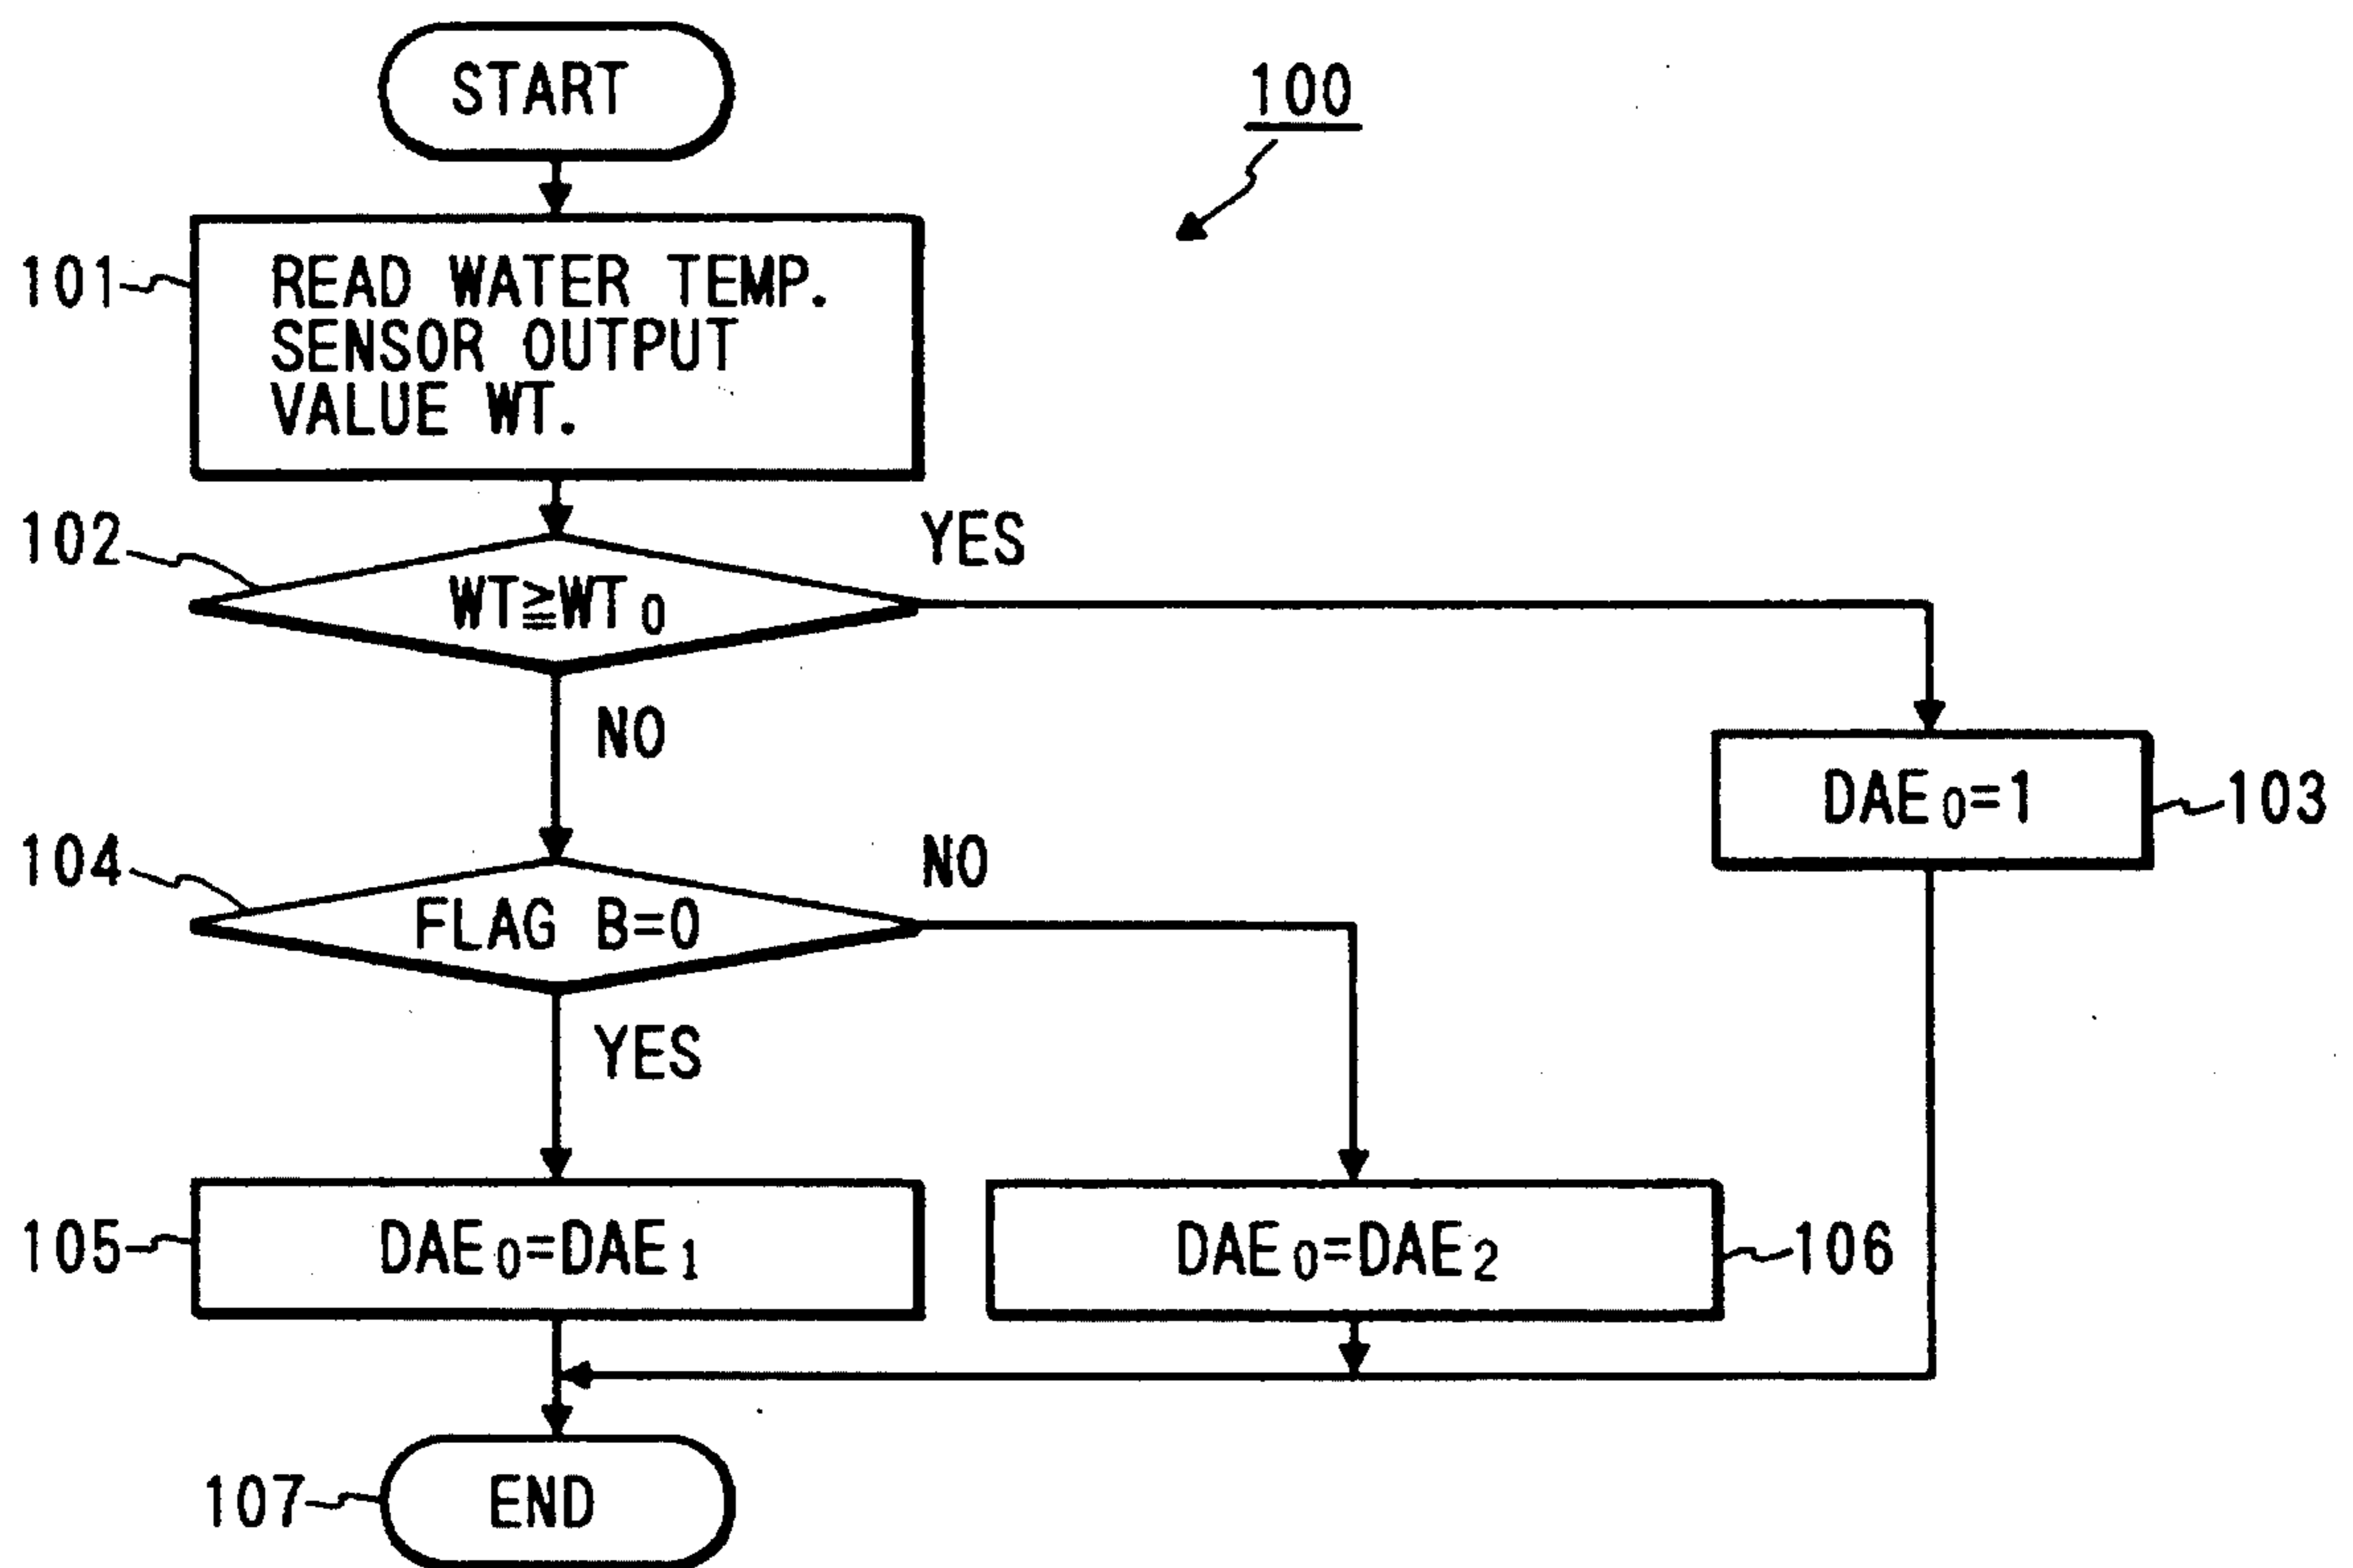 START
100
101
READ WATER TEMP.
SENSOR OUTPUT
VALUE WT.
102
WT≧WT₀
YES
NO
DAE₀=1
103
104
FLAG B=0
NO
YES
105
DAE₀=DAE₁
DAE₀=DAE₂
106
107
END